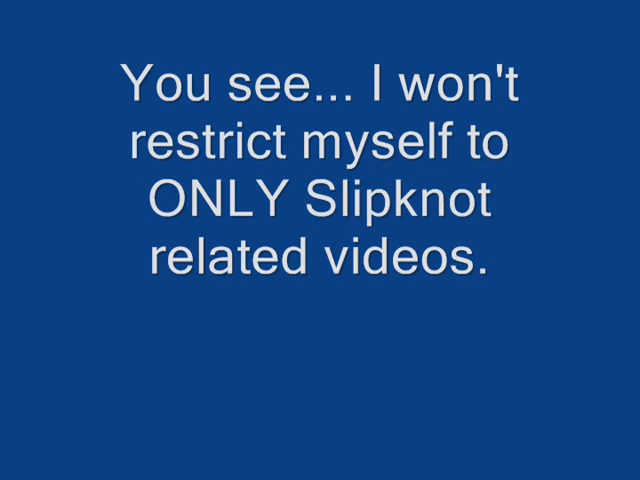 You see... I won't
restrict myself to
ONLY Slipknot
related videos.